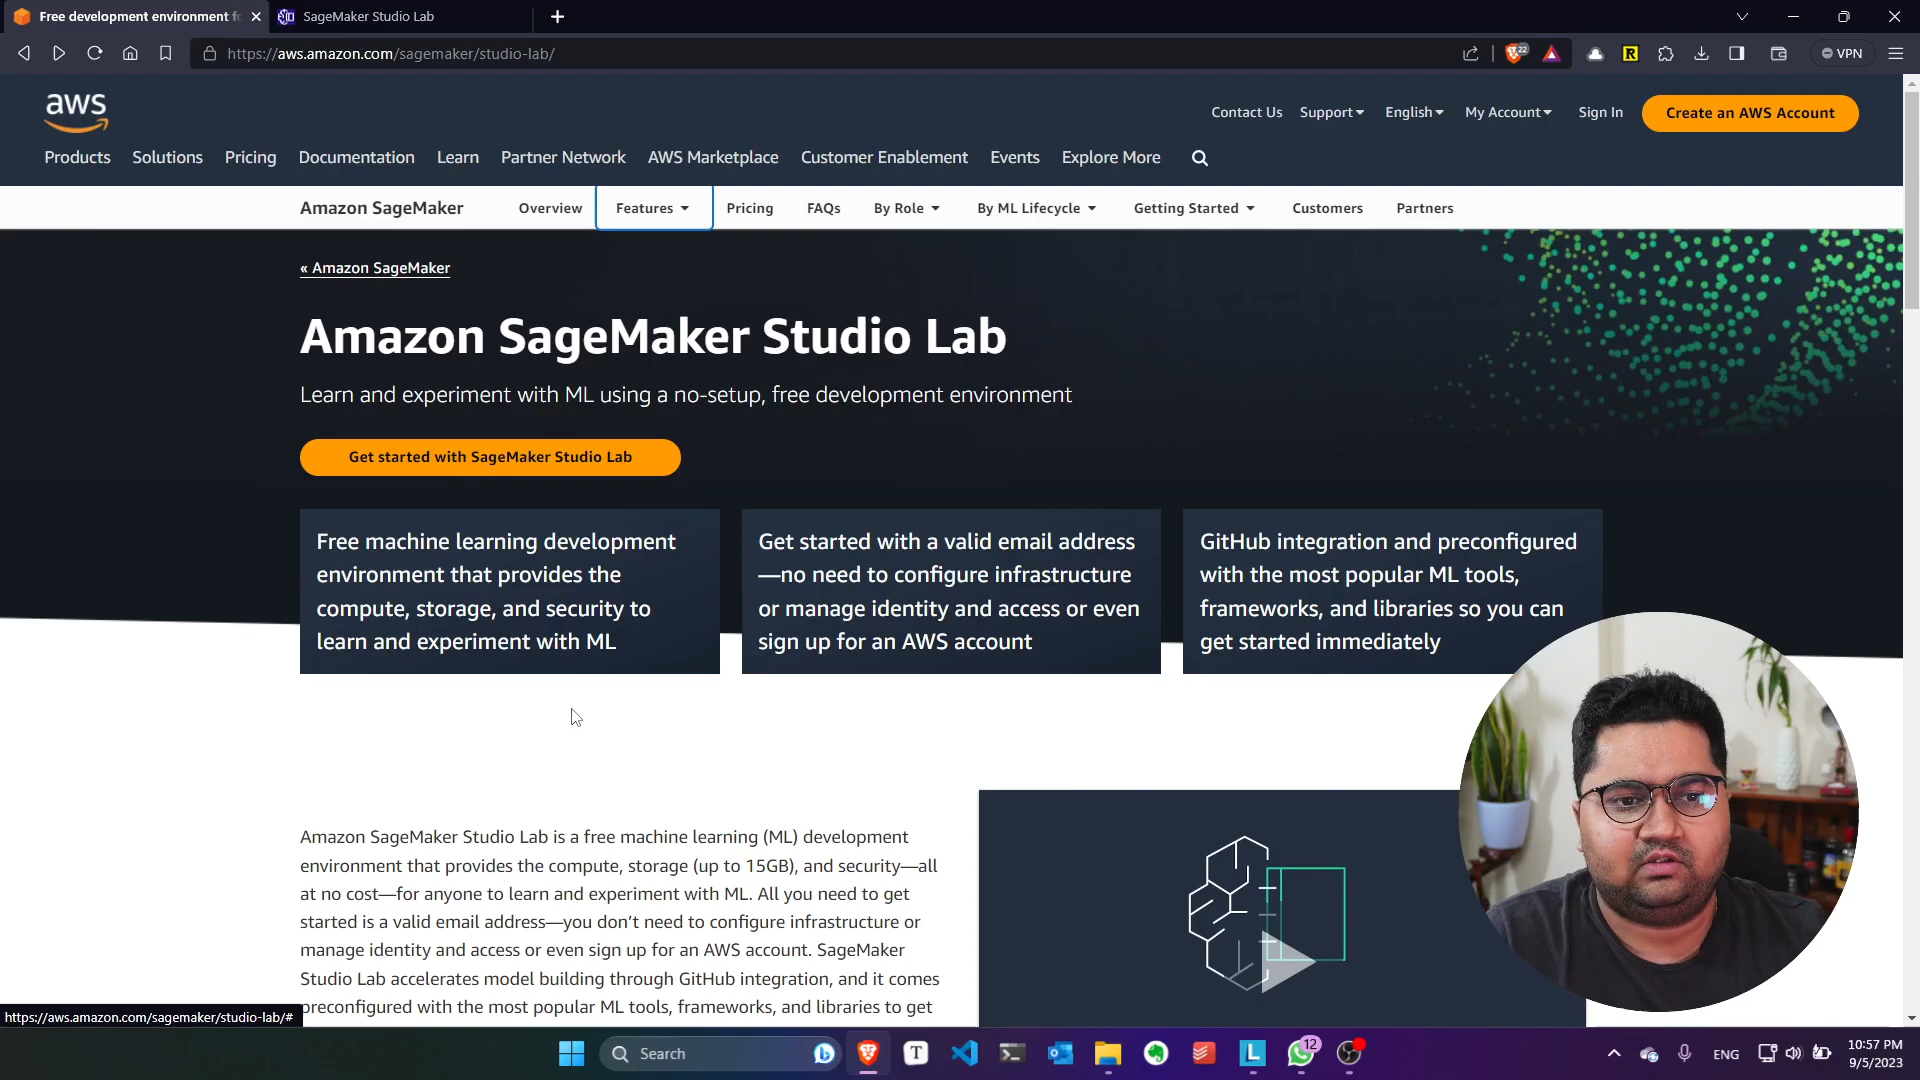 Free development environment f
SageMaker Studio Lab
https://aws.amazon.com/sagemaker/studio-lab/
22
R
VPN
aws
Contact Us
Support
English
My Account
Sign In
Create an AWS Account
Products
Solutions
Pricing
Documentation
Learn
Partner Network
AWS Marketplace
Customer Enablement
Events
Explore More
Amazon SageMaker
Overview
Features
Pricing
FAQs
By Role
By ML Lifecycle
Getting Started
Customers
Partners
« Amazon SageMaker
Amazon SageMaker Studio Lab
Learn and experiment with ML using a no-setup, free development environment
Get started with SageMaker Studio Lab
Free machine learning development
environment that provides the
compute, storage, and security to
learn and experiment with ML
Get started with a valid email address
—no need to configure infrastructure
or manage identity and access or even
sign up for an AWS account
GitHub integration and preconfigured
with the most popular ML tools,
frameworks, and libraries so you can
get started immediately
Amazon SageMaker Studio Lab is a free machine learning (ML) development
environment that provides the compute, storage (up to 15GB), and security—all
at no cost—for anyone to learn and experiment with ML. All you need to get
started is a valid email address—you don't need to configure infrastructure or
manage identity and access or even sign up for an AWS account. SageMaker
Studio Lab accelerates model building through GitHub integration, and it comes
preconfigured with the most popular ML tools, frameworks, and libraries to get
https://aws.amazon.com/sagemaker/studio-lab/#
Search
T
L
12
ENG
10:57 PM
9/5/2023